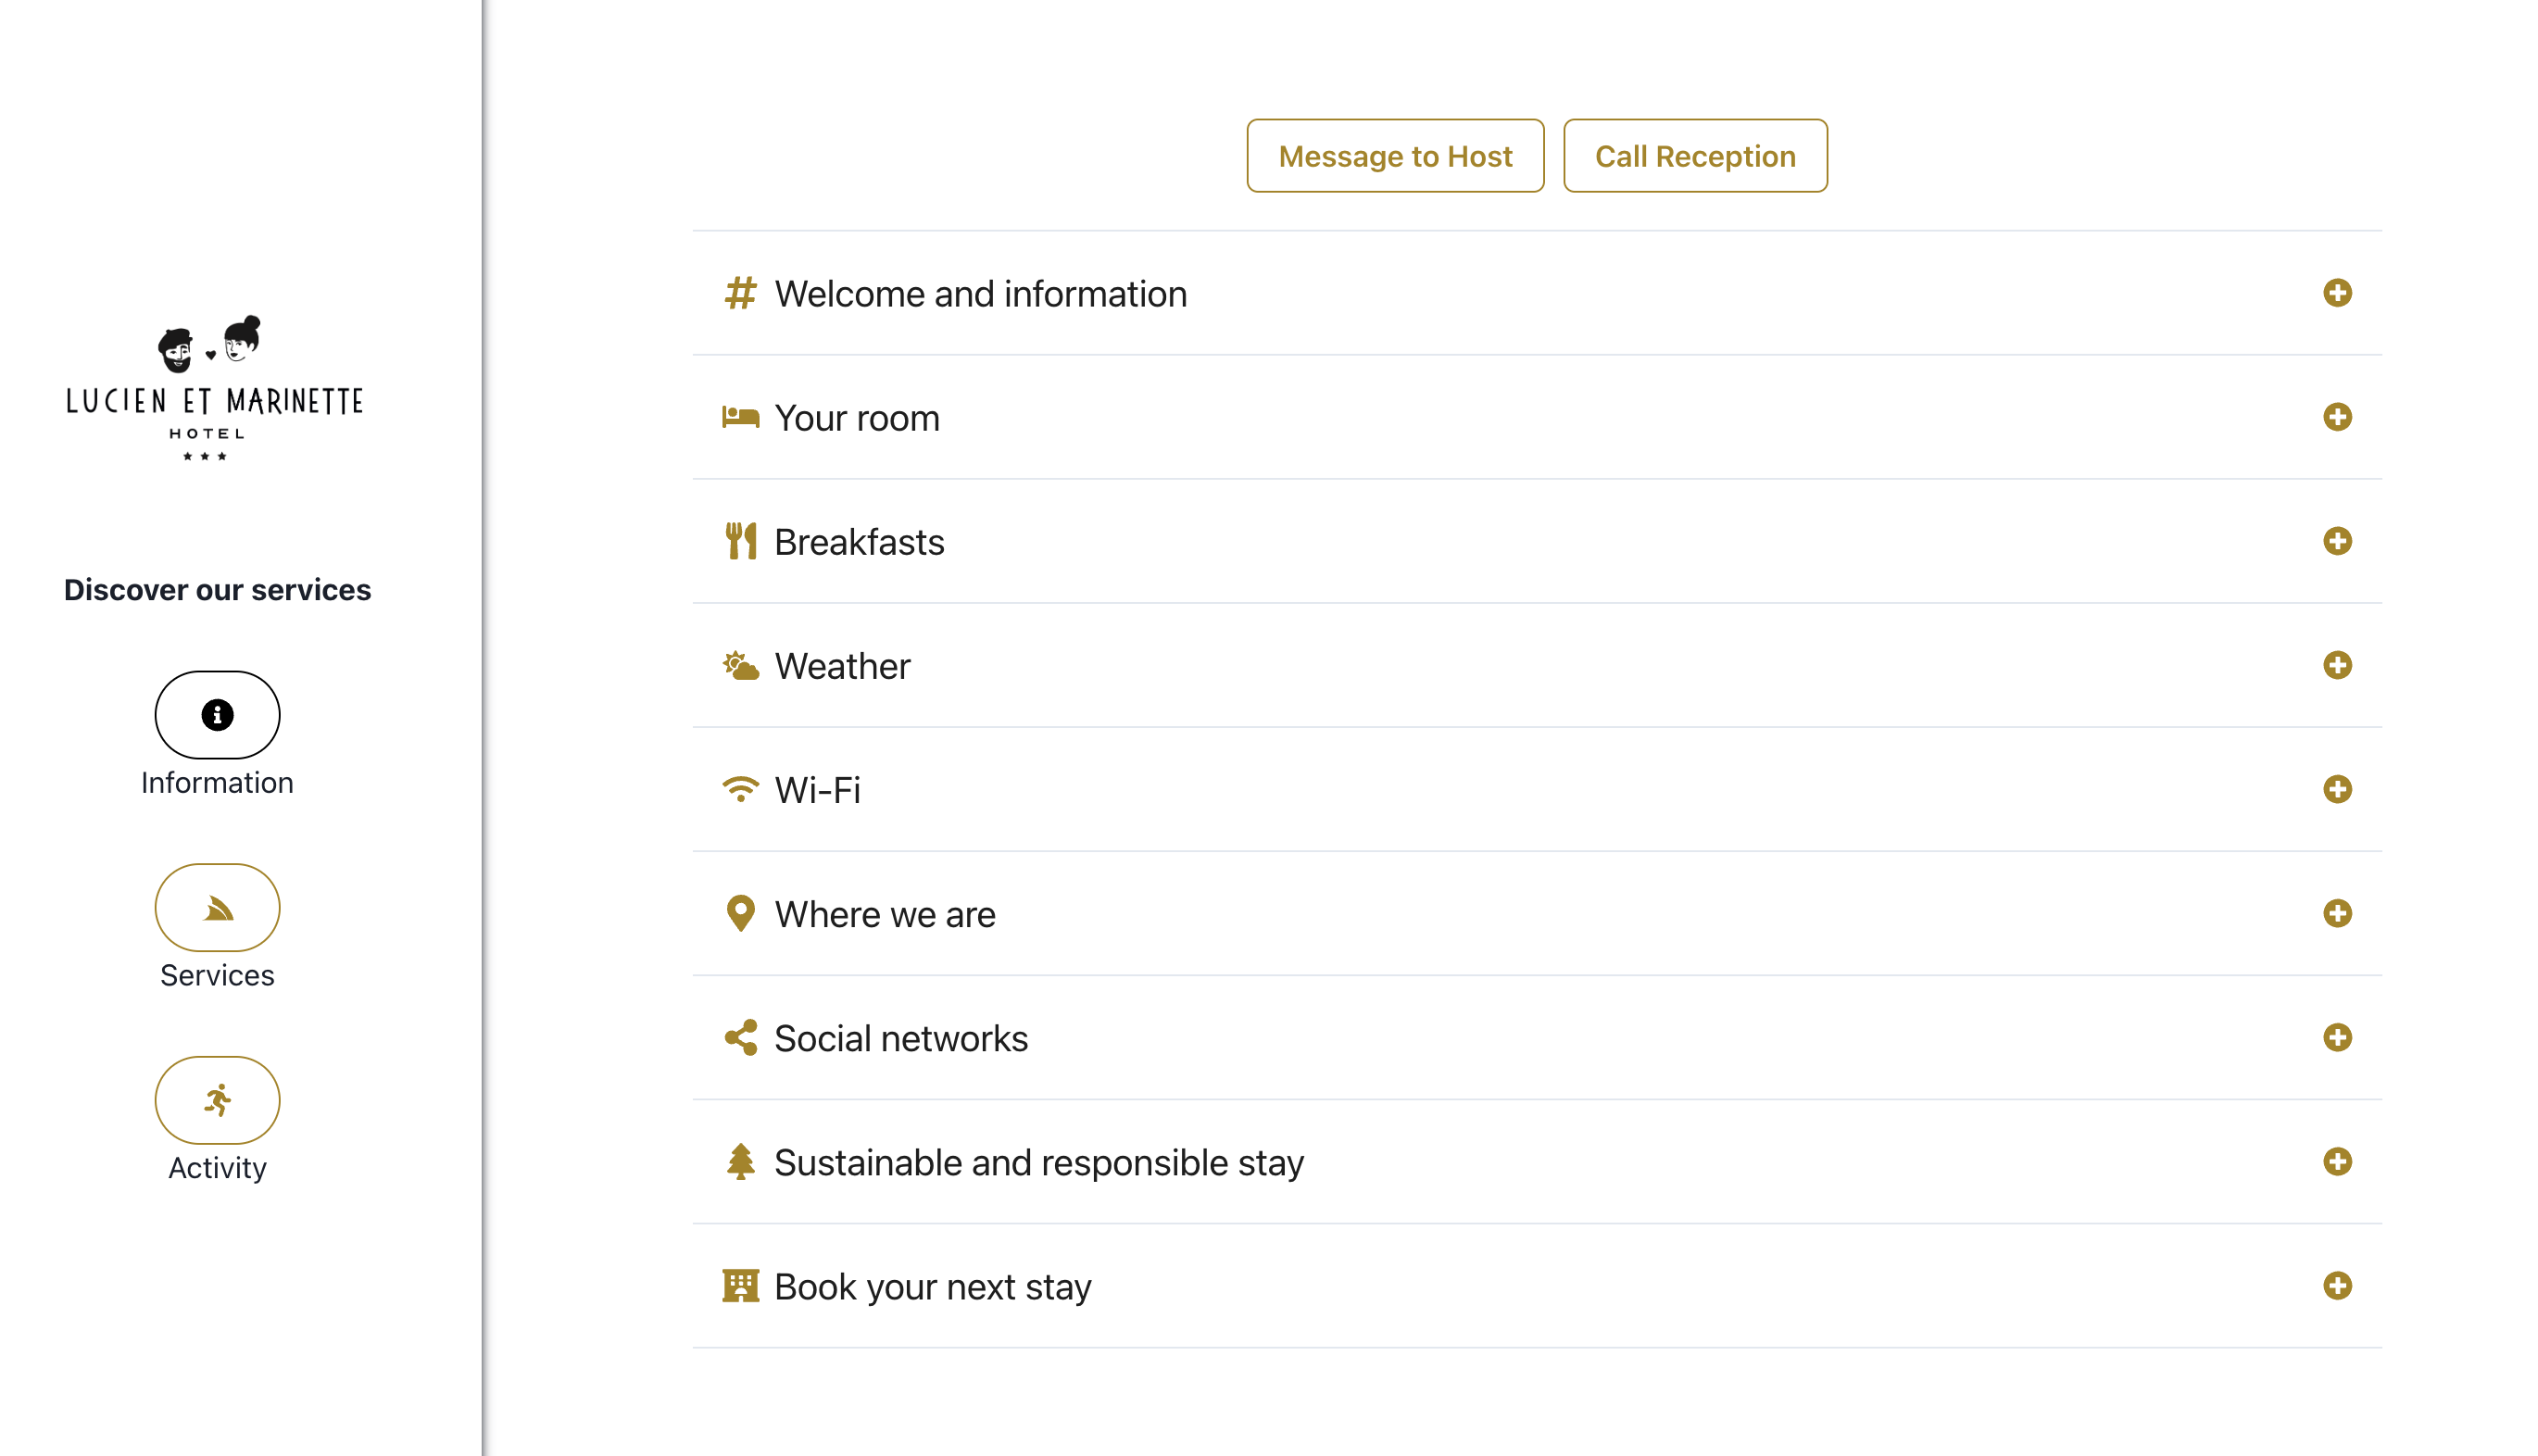 LUCIEN ET MARINETTE
HOTEL
Discover our services
Information
Services
Activity
Message to Host
Call Reception
Welcome and information
Your room
Breakfasts
Weather
Wi-Fi
Where we are
Social networks
Sustainable and responsible stay
Book your next stay